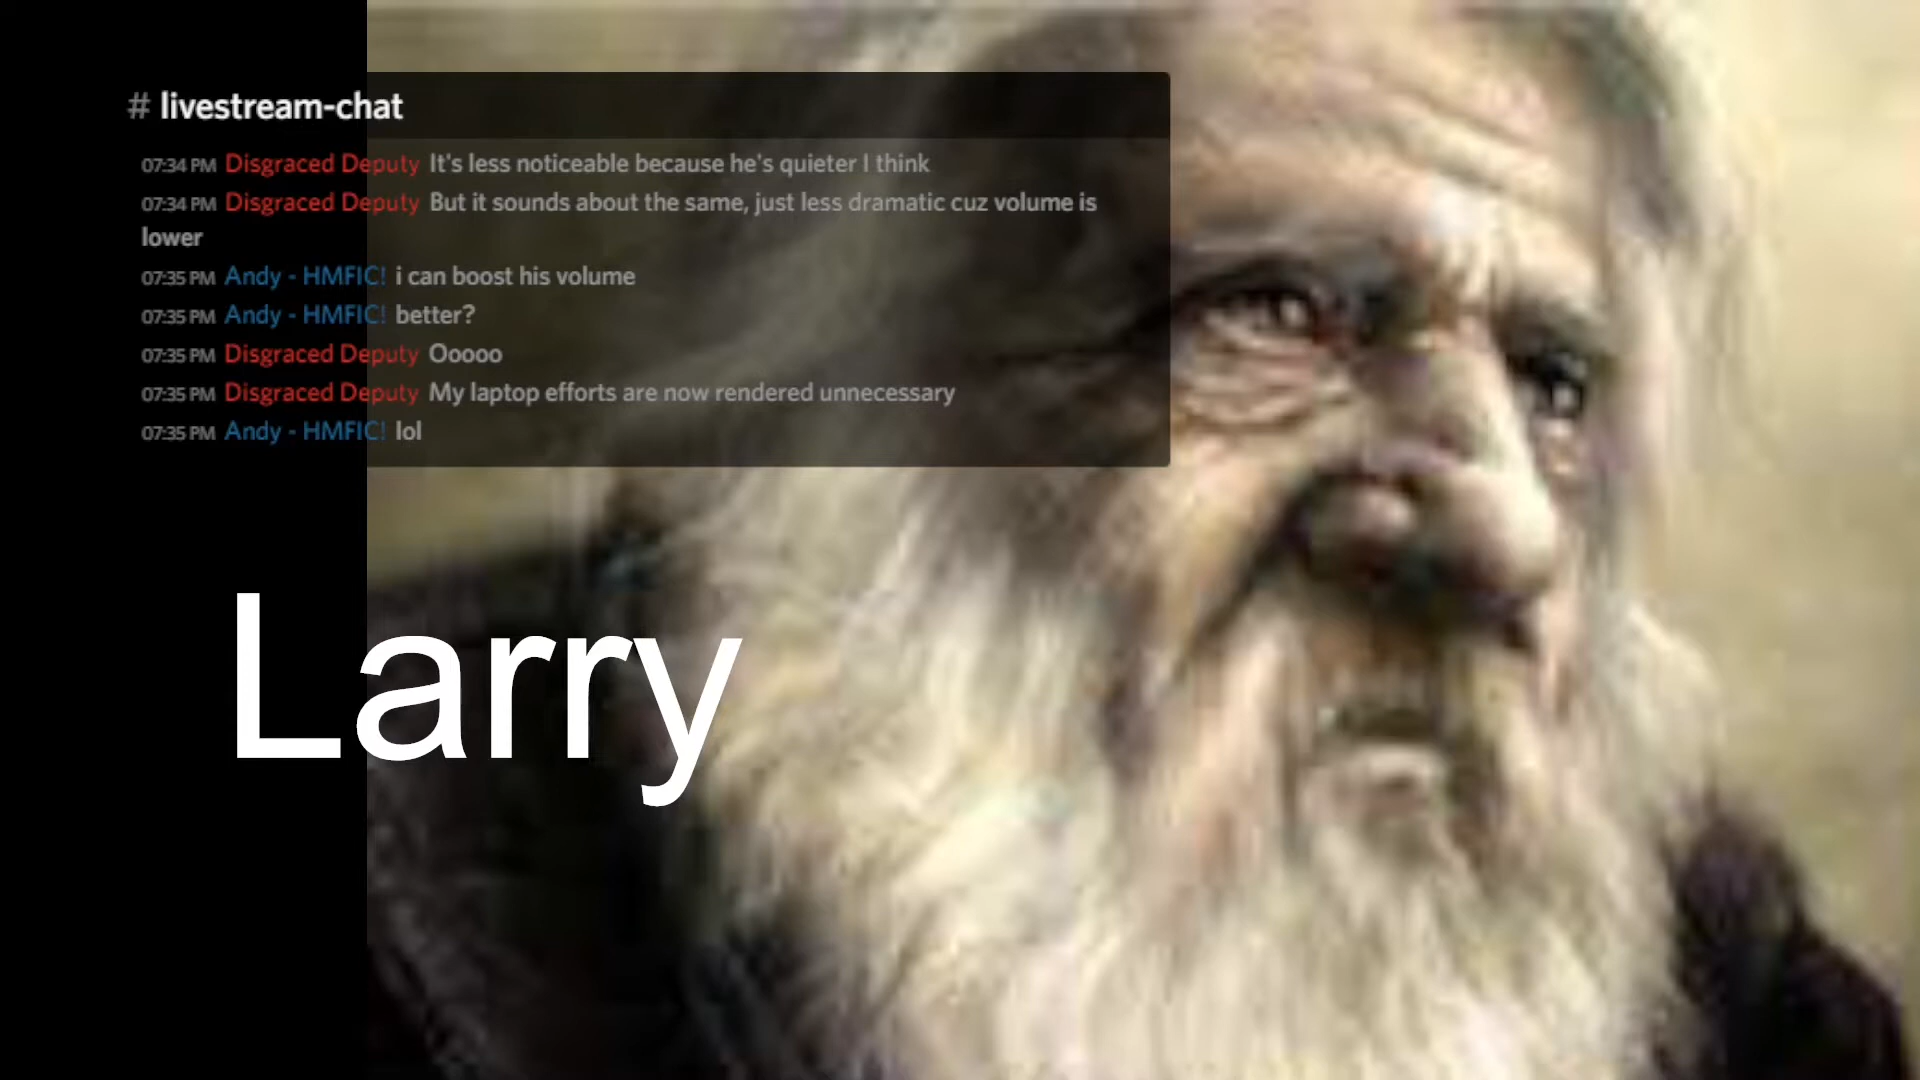 # livestream-chat
07:34 PM Disgraced Deputy It's less noticeable because he's quieter I think
07:34 PM Disgraced Deputy But it sounds about the same, just less dramatic cuz volume is
lower
07:35 PM Andy - HMFIC! i can boost his volume
07:35 PM Andy - HMFIC! better?
07:35 PM Disgraced Deputy Ooooo
07:35 PM Disgraced Deputy My laptop efforts are now rendered unnecessary
07:35 PM Andy - HMFIC! lol
Larry